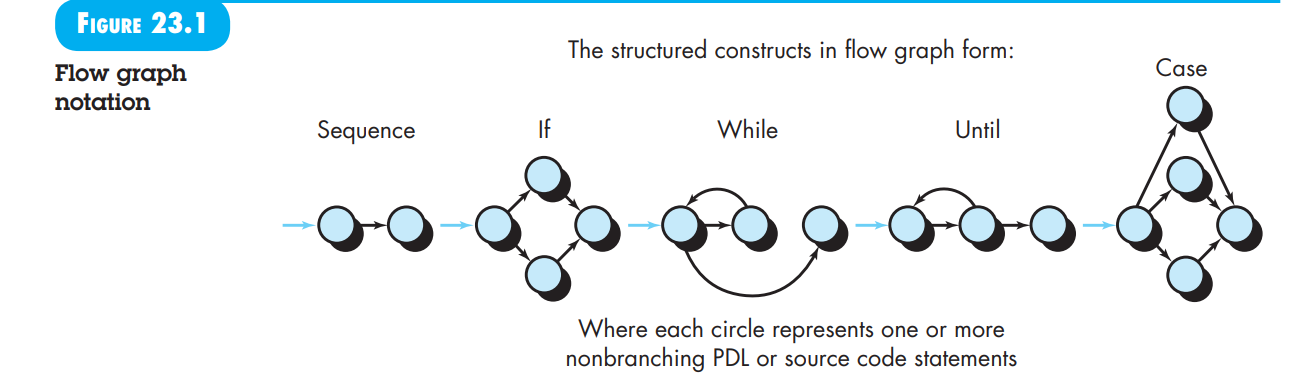 FIGURE 23.1
Flow graph
notation
The structured constructs in flow graph form:
Case
Sequence
If
While
Until
Where each circle represents one or more
nonbranching PDL or source code statements